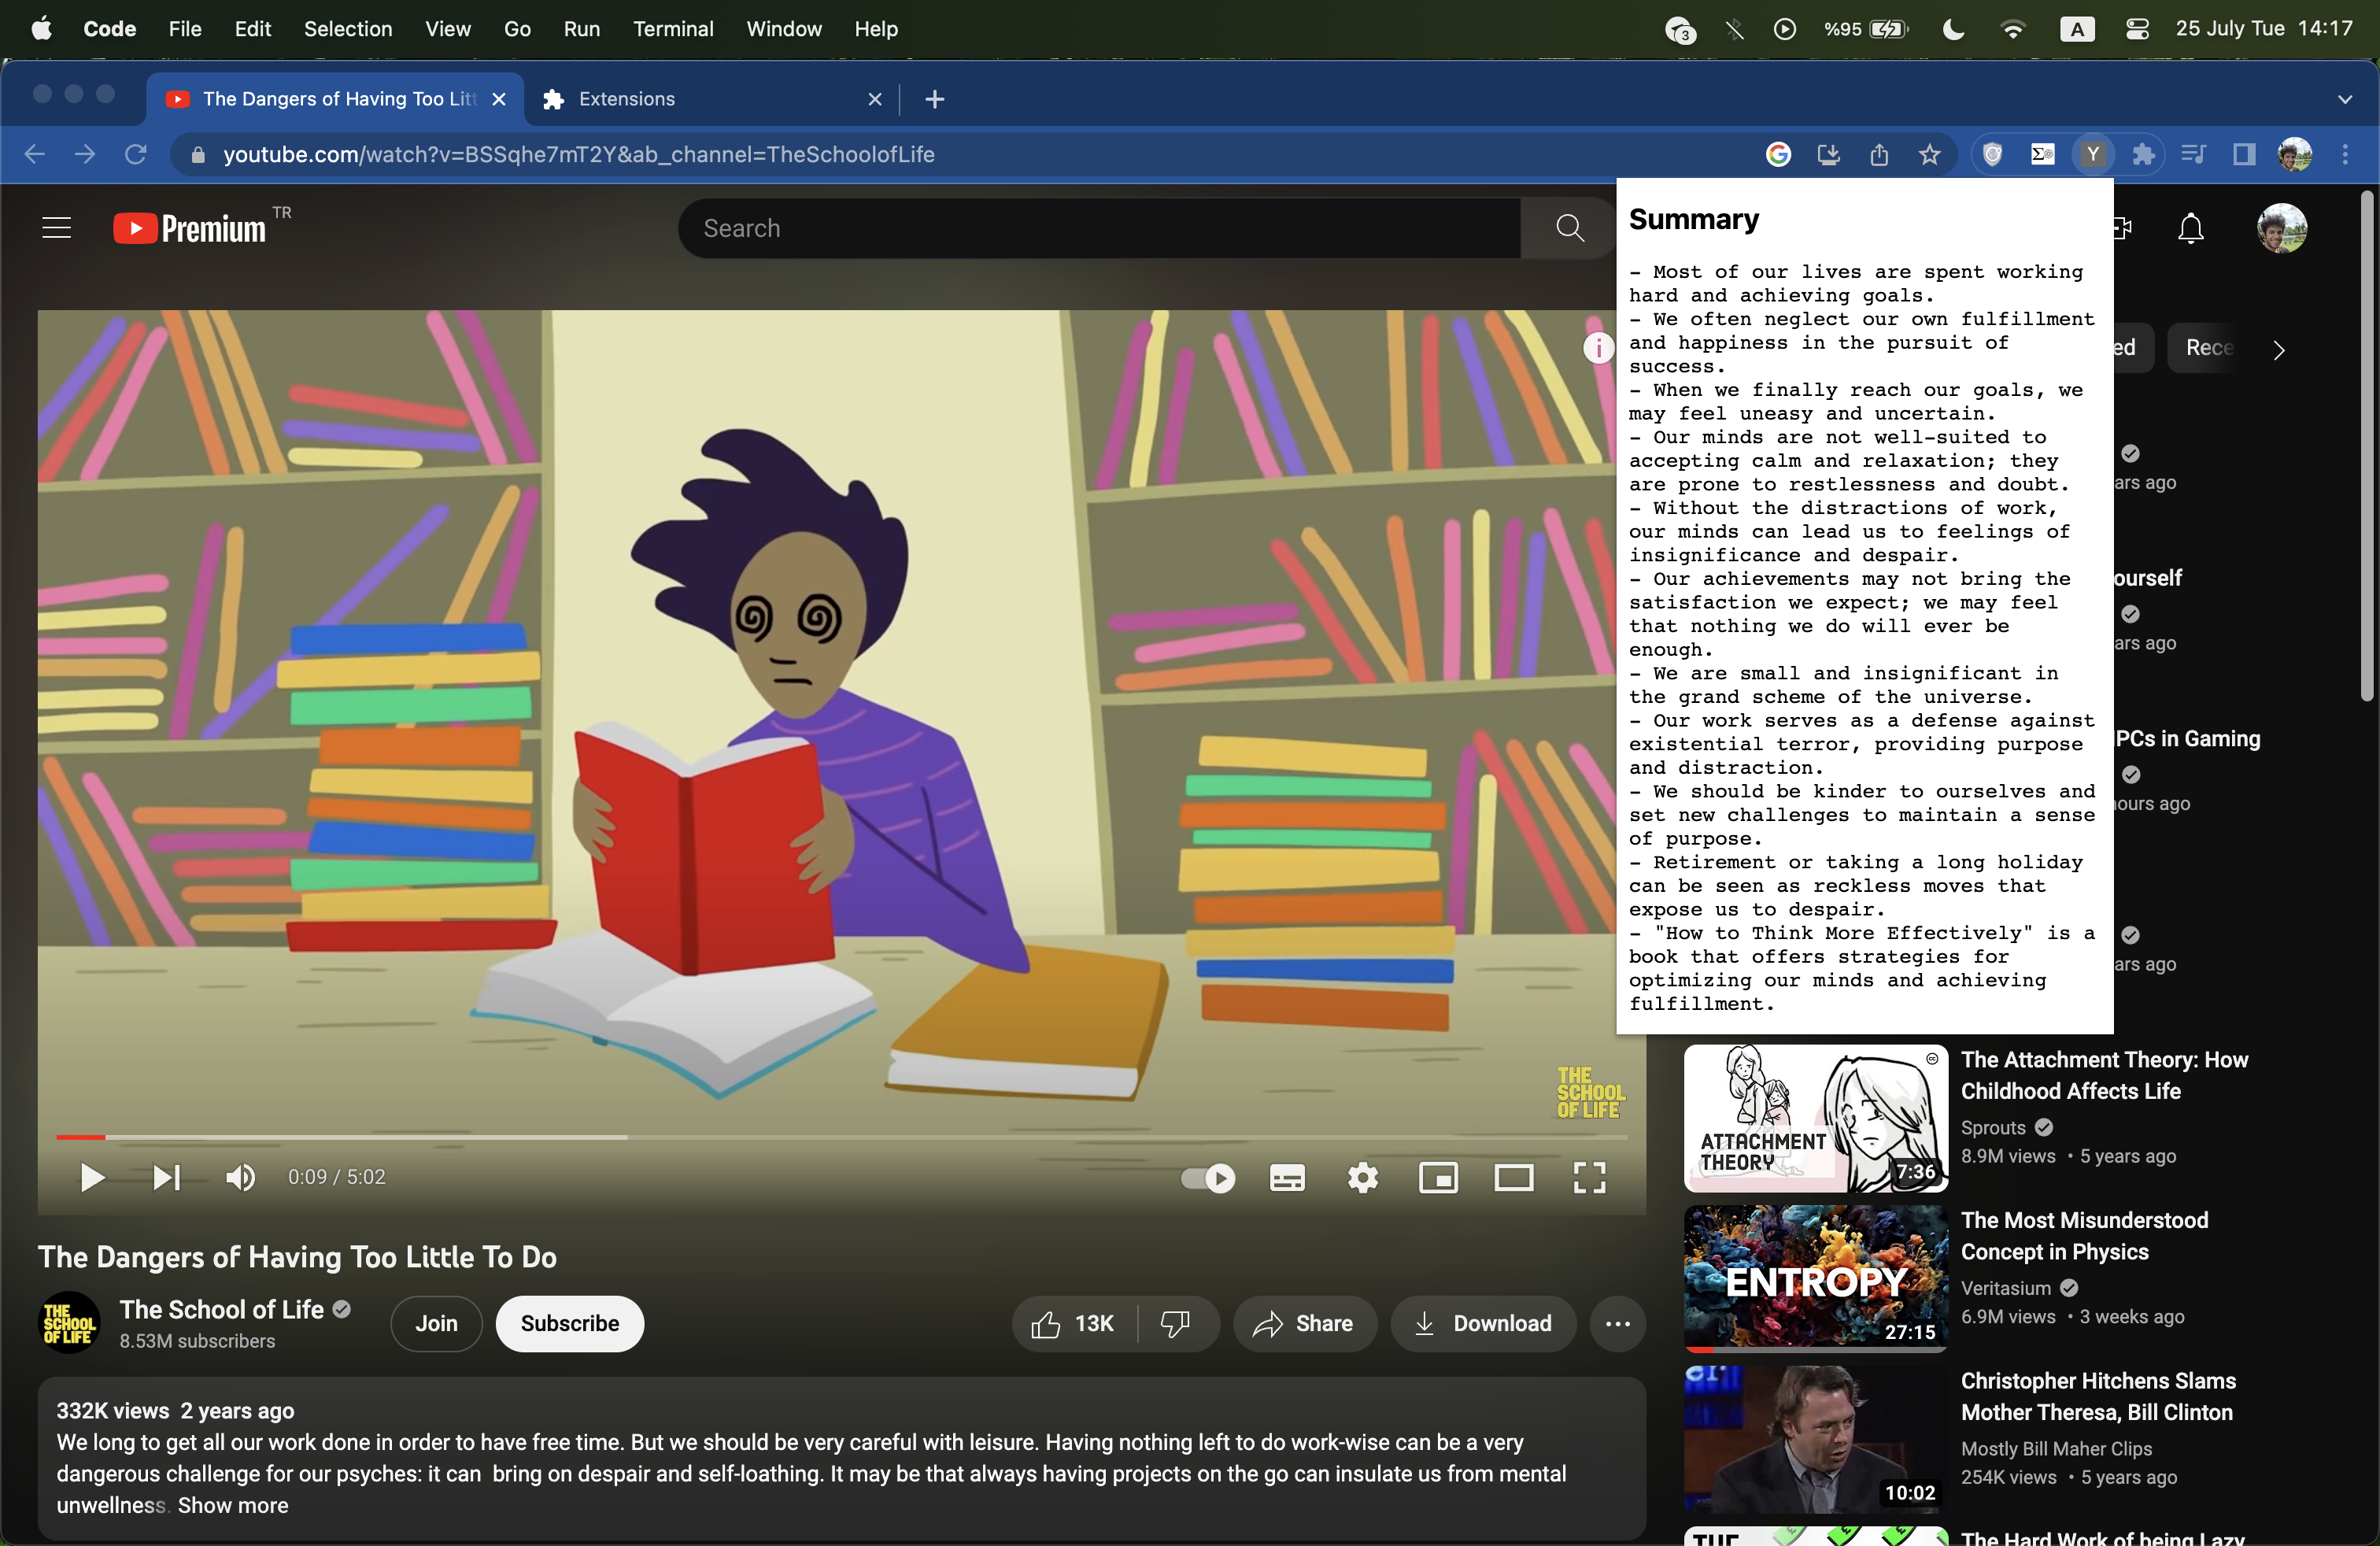 Code File Edit Selection View Go Run Terminal Window Help
3 %95 A 25 July Tue 14:17
The Dangers of Having Too Litt
Extensions
youtube.com/watch?v=BSSqhe7mT2Y&ab_channel=TheSchoolofLife
Y
Premium TR
Search
Summary
- Most of our lives are spent working
hard and achieving goals.
- We often neglect our own fulfillment
and happiness in the pursuit of
success.
- When we finally reach our goals, we
may feel uneasy and uncertain.
- Our minds are not well-suited to
accepting calm and relaxation; they
are prone to restlessness and doubt.
- Without the distractions of work,
our minds can lead us to feelings of
insignificance and despair.
- Our achievements may not bring the
satisfaction we expect; we may feel
that nothing we do will ever be
enough.
- We are small and insignificant in
the grand scheme of the universe.
- Our work serves as a defense against
existential terror, providing purpose
and distraction.
- We should be kinder to ourselves and
set new challenges to maintain a sense
of purpose.
- Retirement or taking a long holiday
can be seen as reckless moves that
expose us to despair.
- "How to Think More Effectively" is a
book that offers strategies for
optimizing our minds and achieving
fulfillment.
ed
Rece
ars ago
ourself
ars ago
PCs in Gaming
ours ago
ars ago
THE
SCHOOL
OF LIFE
0:09 / 5:02
The Dangers of Having Too Little To Do
THE
SCHOOL
OF LIFE
The School of Life
8.53M subscribers
Join
Subscribe
13K
Share
Download
332K views 2 years ago
We long to get all our work done in order to have free time. But we should be very careful with leisure. Having nothing left to do work-wise can be a very
dangerous challenge for our psyches: it can bring on despair and self-loathing. It may be that always having projects on the go can insulate us from mental
unwellness. Show more
ATTACHMENT
THEORY
7:36
The Attachment Theory: How
Childhood Affects Life
Sprouts
8.9M views • 5 years ago
ENTROPY
27:15
The Most Misunderstood
Concept in Physics
Veritasium
6.9M views • 3 weeks ago
er
10:02
Christopher Hitchens Slams
Mother Theresa, Bill Clinton
Mostly Bill Maher Clips
254K views • 5 years ago
THE
The Hard Work of being Lazy